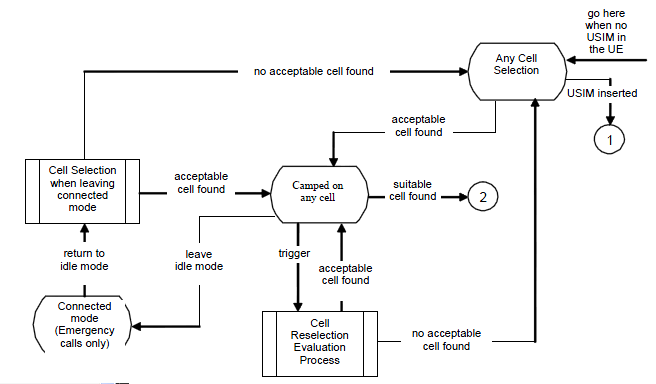 go here
when no
USIM in
the UE
Any Cell
Selection
no acceptable cell found
USIM inserted
1
acceptable
cell found
Cell Selection
when leaving
connected
mode
acceptable
cell found
Camped on
any cell
suitable
cell found
2
return to
idle mode
leave
idle mode
trigger
acceptable
cell found
Connected
mode
(Emergency
calls only)
Cell
Reselection
Evaluation
Process
no acceptable
cell found